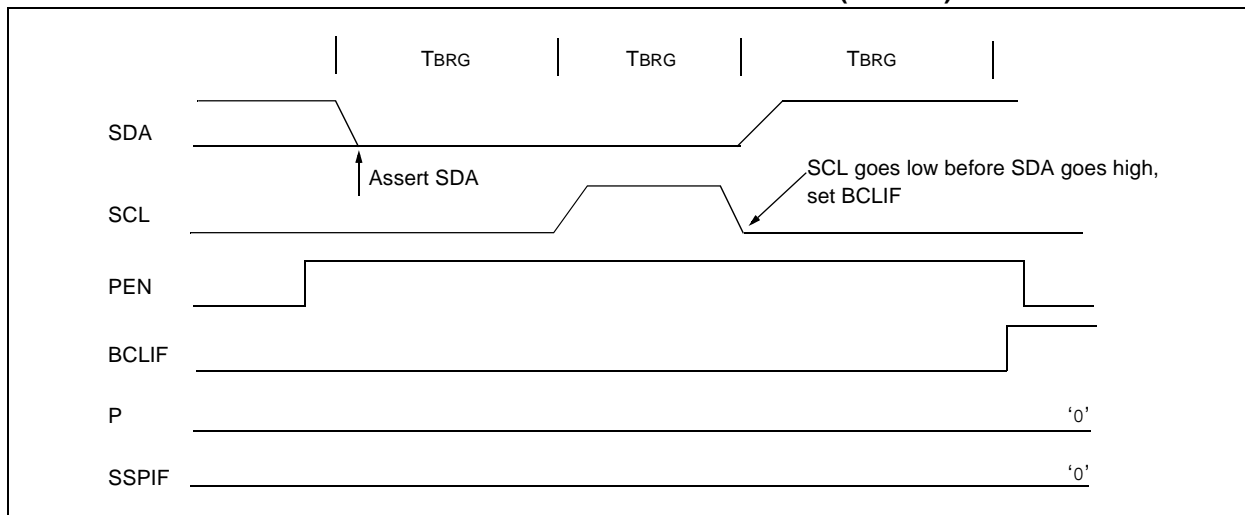 TBRG TBRG TBRG
SDA
Assert SDA
SCL goes low before SDA goes high,
set BCLIF
SCL
PEN
BCLIF
P
‘0’
SSPIF
‘0’